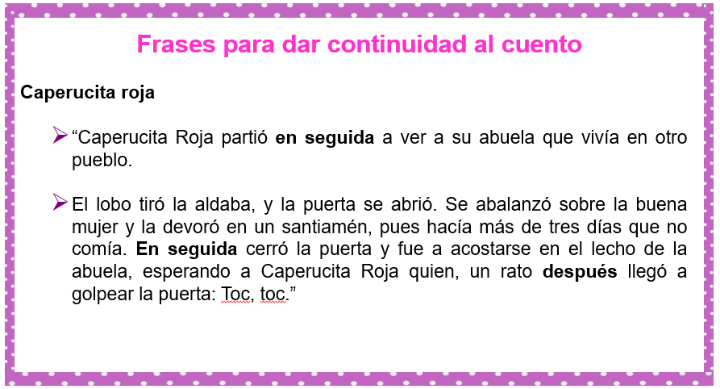 Frases para dar continuidad al cuento
Caperucita roja
“Caperucita Roja partió en seguida a ver a su abuela que vivía en otro
pueblo.
El lobo tiró la aldaba, y la puerta se abrió. Se abalanzó sobre la buena
mujer y la devoró en un santiamén, pues hacía más de tres días que no
comía. En seguida cerró la puerta y fue a acostarse en el lecho de la
abuela, esperando a Caperucita Roja quien, un rato después llegó a
golpear la puerta: Toc, toc.”